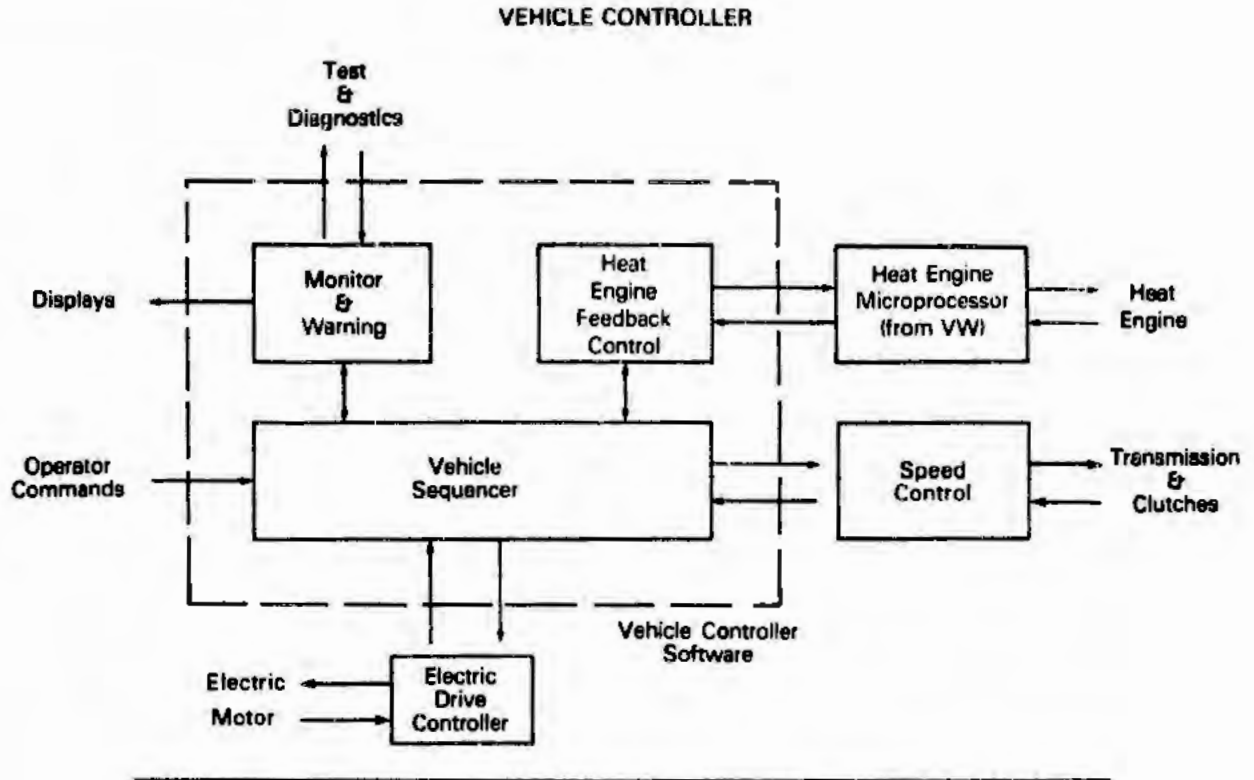 VEHICLE CONTROLLER
Test
&
Diagnostics
Displays
Monitor
&
Warning
Heat
Engine
Feedback
Control
Heat Engine
Microprocessor
(from VW)
Heat
Engine
Operator
Commands
Vehicle
Sequencer
Speed
Control
Transmission
&
Clutches
Vehicle Controller
Software
Electric
Motor
Electric
Drive
Controller